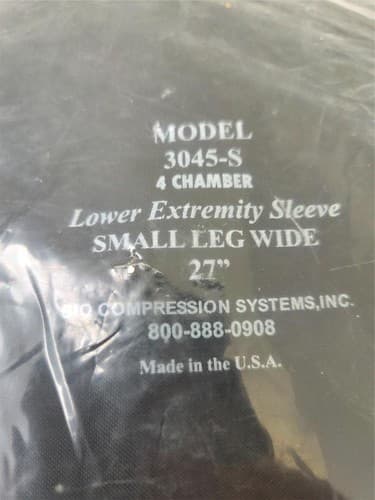 MODEL
3045-S
4 CHAMBER
Lower Extremity Sleeve
SMALL LEG WIDE
27”
BIO COMPRESSION SYSTEMS,INC.
800-888-0908
Made in the U.S.A.